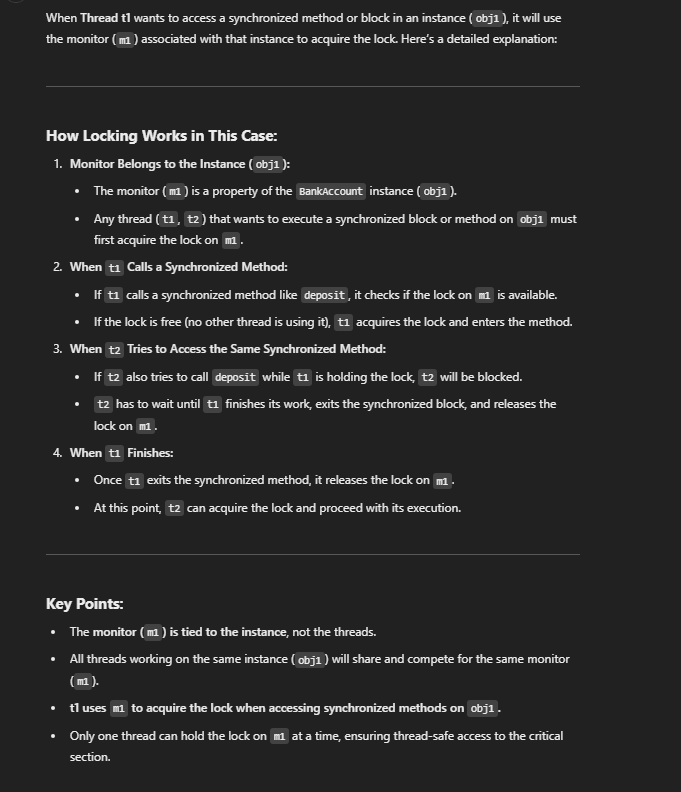 When Thread t1 wants to access a synchronized method or block in an instance ( obj1 ), it will use
the monitor ( m1 ) associated with that instance to acquire the lock. Here's a detailed explanation:
How Locking Works in This Case:
1. Monitor Belongs to the Instance ( obj1 ):
• The monitor ( m1 ) is a property of the BankAccount instance ( obj1 ).
• Any thread ( t1 , t2 ) that wants to execute a synchronized block or method on obj1 must
first acquire the lock on m1 .
2. When t1 Calls a Synchronized Method:
• If t1 calls a synchronized method like deposit , it checks if the lock on m1 is available.
• If the lock is free (no other thread is using it), t1 acquires the lock and enters the method.
3. When t2 Tries to Access the Same Synchronized Method:
• If t2 also tries to call deposit while t1 is holding the lock, t2 will be blocked.
• t2 has to wait until t1 finishes its work, exits the synchronized block, and releases the
lock on m1 .
4. When t1 Finishes:
• Once t1 exits the synchronized method, it releases the lock on m1 .
• At this point, t2 can acquire the lock and proceed with its execution.
Key Points:
• The monitor ( m1 ) is tied to the instance, not the threads.
• All threads working on the same instance ( obj1 ) will share and compete for the same monitor
( m1 ).
• t1 uses m1 to acquire the lock when accessing synchronized methods on obj1 .
• Only one thread can hold the lock on m1 at a time, ensuring thread-safe access to the critical
section.